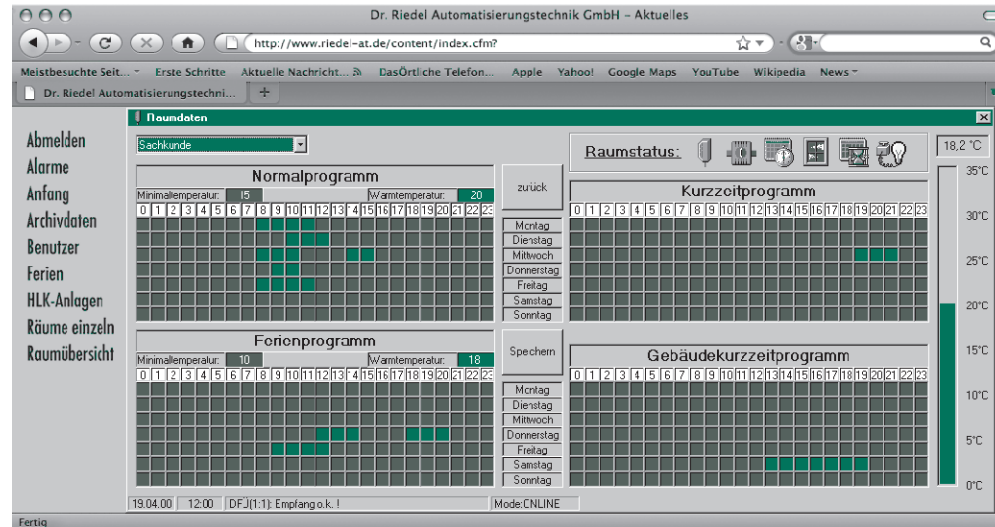 Dr. Riedel Automatisierungstechnik GmbH – Aktuelles
http://www.riedel-at.de/content/index.cfm?
Meistbesuchte Seit... Erste Schritte Aktuelle Nachricht... DasÖrtliche Telefon... Apple Yahoo! Google Maps YouTube Wikipedia News
Dr. Riedel Automatisierungstechni... +
Raumdaten
Abmelden
Alarme
Anfang
Archivdaten
Benutzer
Ferien
HLK-Anlagen
Räume einzeln
Raumübersicht
Sachkunde
Raumstatus:
18,2 °C
Normalprogramm
Minimaltemperatur: 15 Warmtemperatur: 20
0 1 2 3 4 5 6 7 8 9 10 11 12 13 14 15 16 17 18 19 20 21 22 23
zurück
Montag
Dienstag
Mittwoch
Donnerstag
Freitag
Samstag
Sonntag
Kurzzeitprogramm
0 1 2 3 4 5 6 7 8 9 10 11 12 13 14 15 16 17 18 19 20 21 22 23
Ferienprogramm
Minimaltemperatur: 10 Warmtemperatur: 18
0 1 2 3 4 5 6 7 8 9 10 11 12 13 14 15 16 17 18 19 20 21 22 23
Speichern
Montag
Dienstag
Mittwoch
Donnerstag
Freitag
Samstag
Sonntag
Gebäudekurzzeitprogramm
0 1 2 3 4 5 6 7 8 9 10 11 12 13 14 15 16 17 18 19 20 21 22 23
35°C
30°C
25°C
20°C
15°C
10°C
5°C
0°C
19.04.00 12:00 DFÜ(1:1): Empfang o.k. ! Mode:ONLINE
Fertig